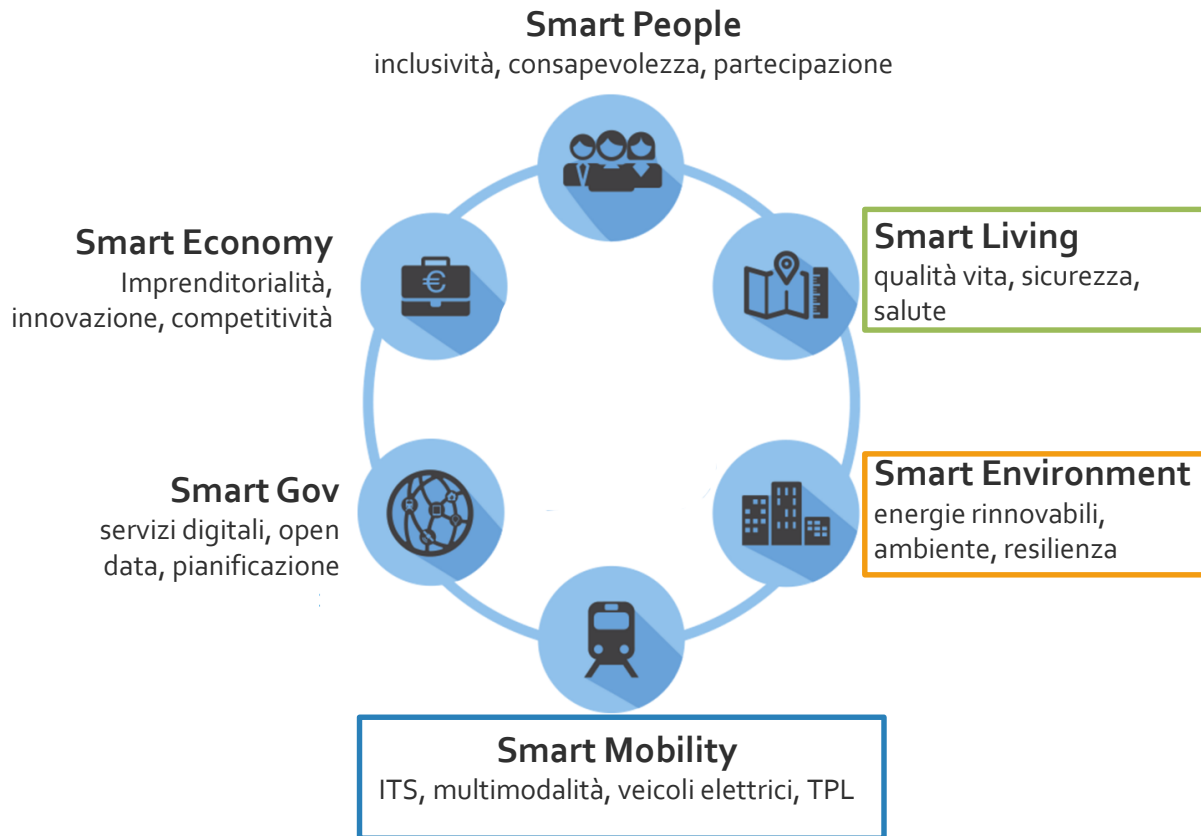 Smart People
inclusività, consapevolezza, partecipazione
Smart Economy
Imprenditorialità,
innovazione, competitività
€
Smart Living
qualità vita, sicurezza,
salute
Smart Gov
servizi digitali, open
data, pianificazione
Smart Environment
energie rinnovabili,
ambiente, resilienza
Smart Mobility
ITS, multimodalità, veicoli elettrici, TPL